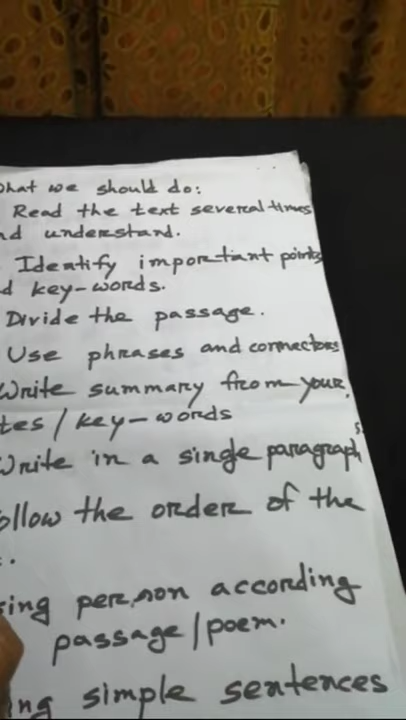 what we should do:
Read the text several times
nd understand.
Identify important points
d key-words.
Divide the passage.
Use phrases and connectors
Write summary from your
tes/key-words
Write in a single paragraph
ollow the order of the
.
sing person according
passage/poem.
ing simple sentences